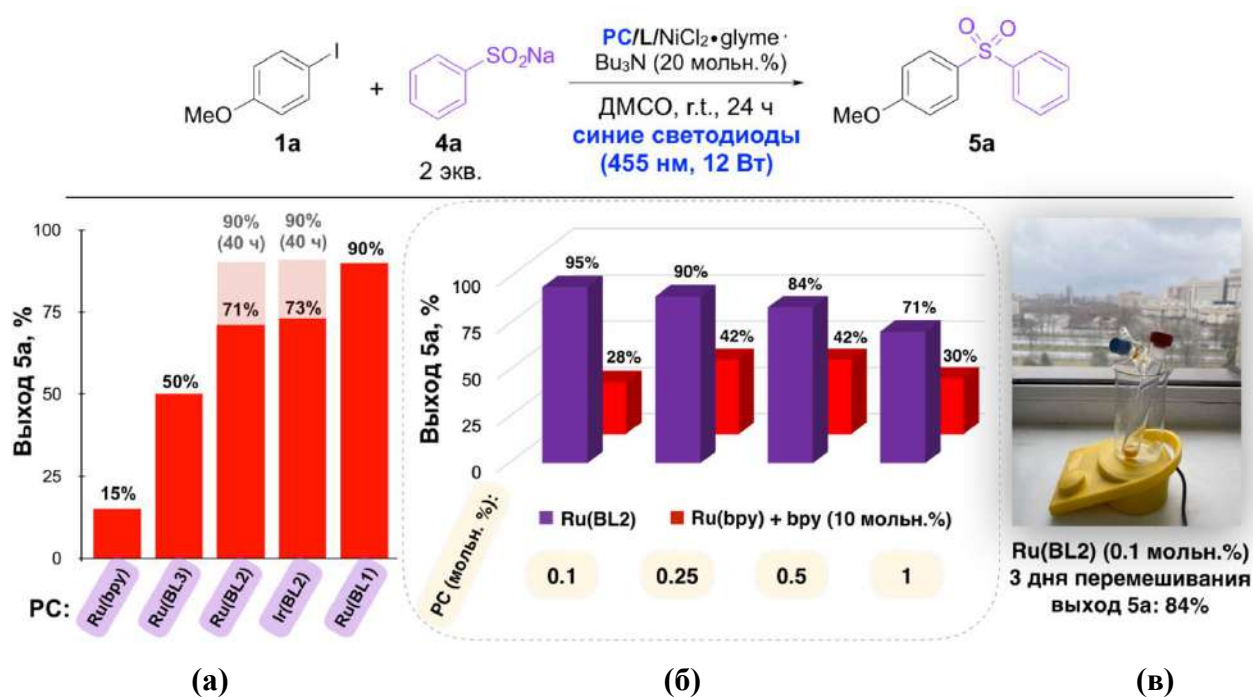 I
MeO
1a
+
SO₂Na
4a
2 экв.
PC/L/NiCl₂•glyme
Bu₃N (20 мольн.%)
ДМСО, r.t., 24 ч
синие светодиоды
(455 нм, 12 Вт)
O O
S
MeO
5a
Выход 5a, %
100
75
50
25
0
15%
50%
90%
(40 ч)
71%
90%
(40 ч)
73%
90%
PC:
Ru(bpy)
Ru(BL3)
Ru(BL2)
Ir(BL2)
Ru(BL1)
(а)
Выход 5a, %
100
75
50
25
0
95%
28%
90%
42%
84%
42%
71%
30%
Ru(BL2)
Ru(bpy) + bpy (10 мольн.%)
PC (мольн. %):
0.1
0.25
0.5
1
(б)
Ru(BL2) (0.1 мольн.%)
3 дня перемешивания
выход 5a: 84%
(в)